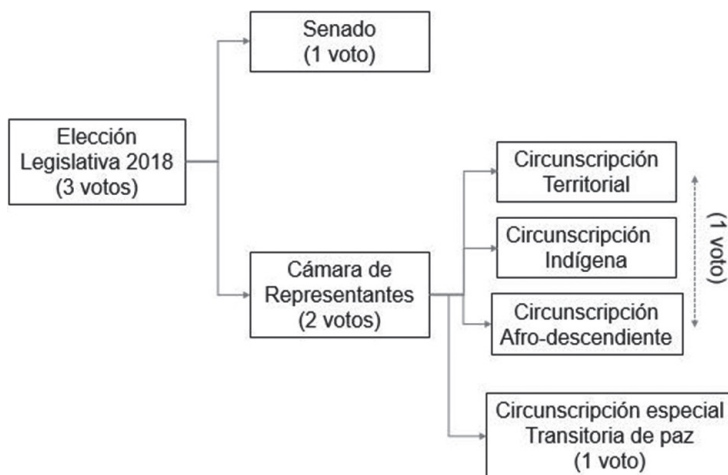 Senado
(1 voto)
Elección
Legislativa 2018
(3 votos)
Cámara de
Representantes
(2 votos)
Circunscripción
Territorial
Circunscripción
Indígena
Circunscripción
Afro-descendiente
(1 voto)
Circunscripción especial
Transitoria de paz
(1 voto)